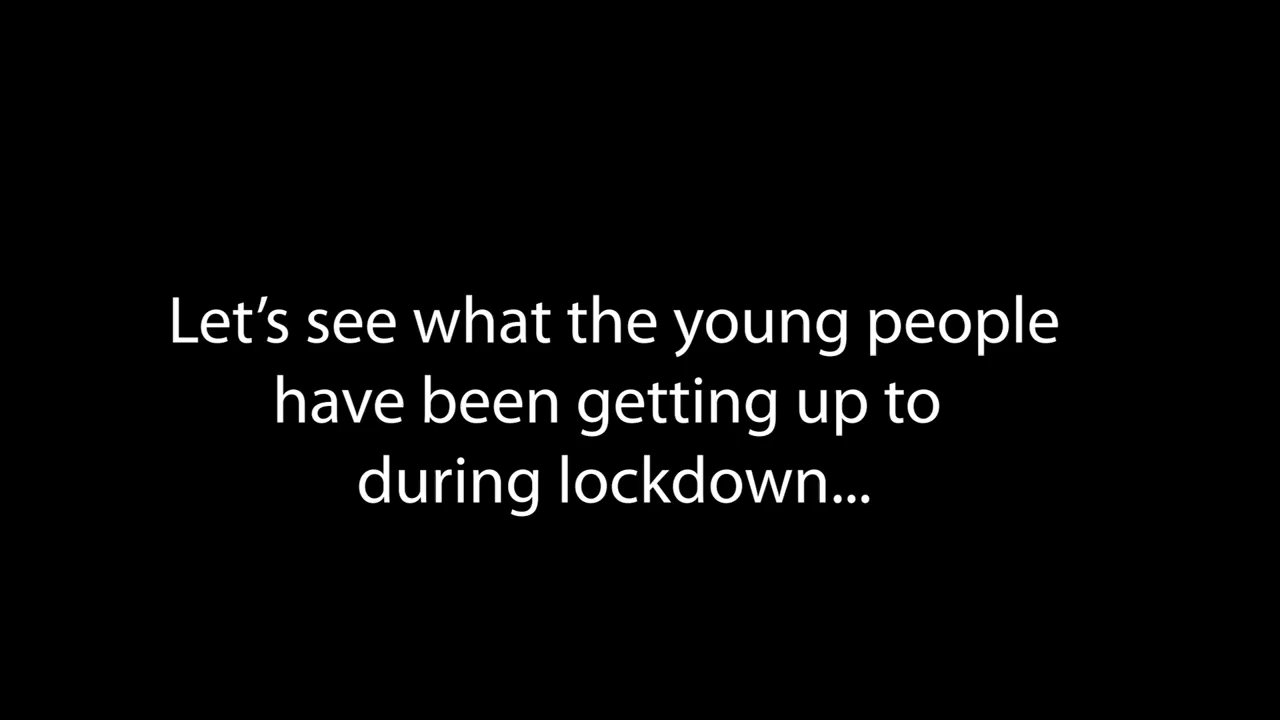 Let’s see what the young people
have been getting up to
during lockdown...